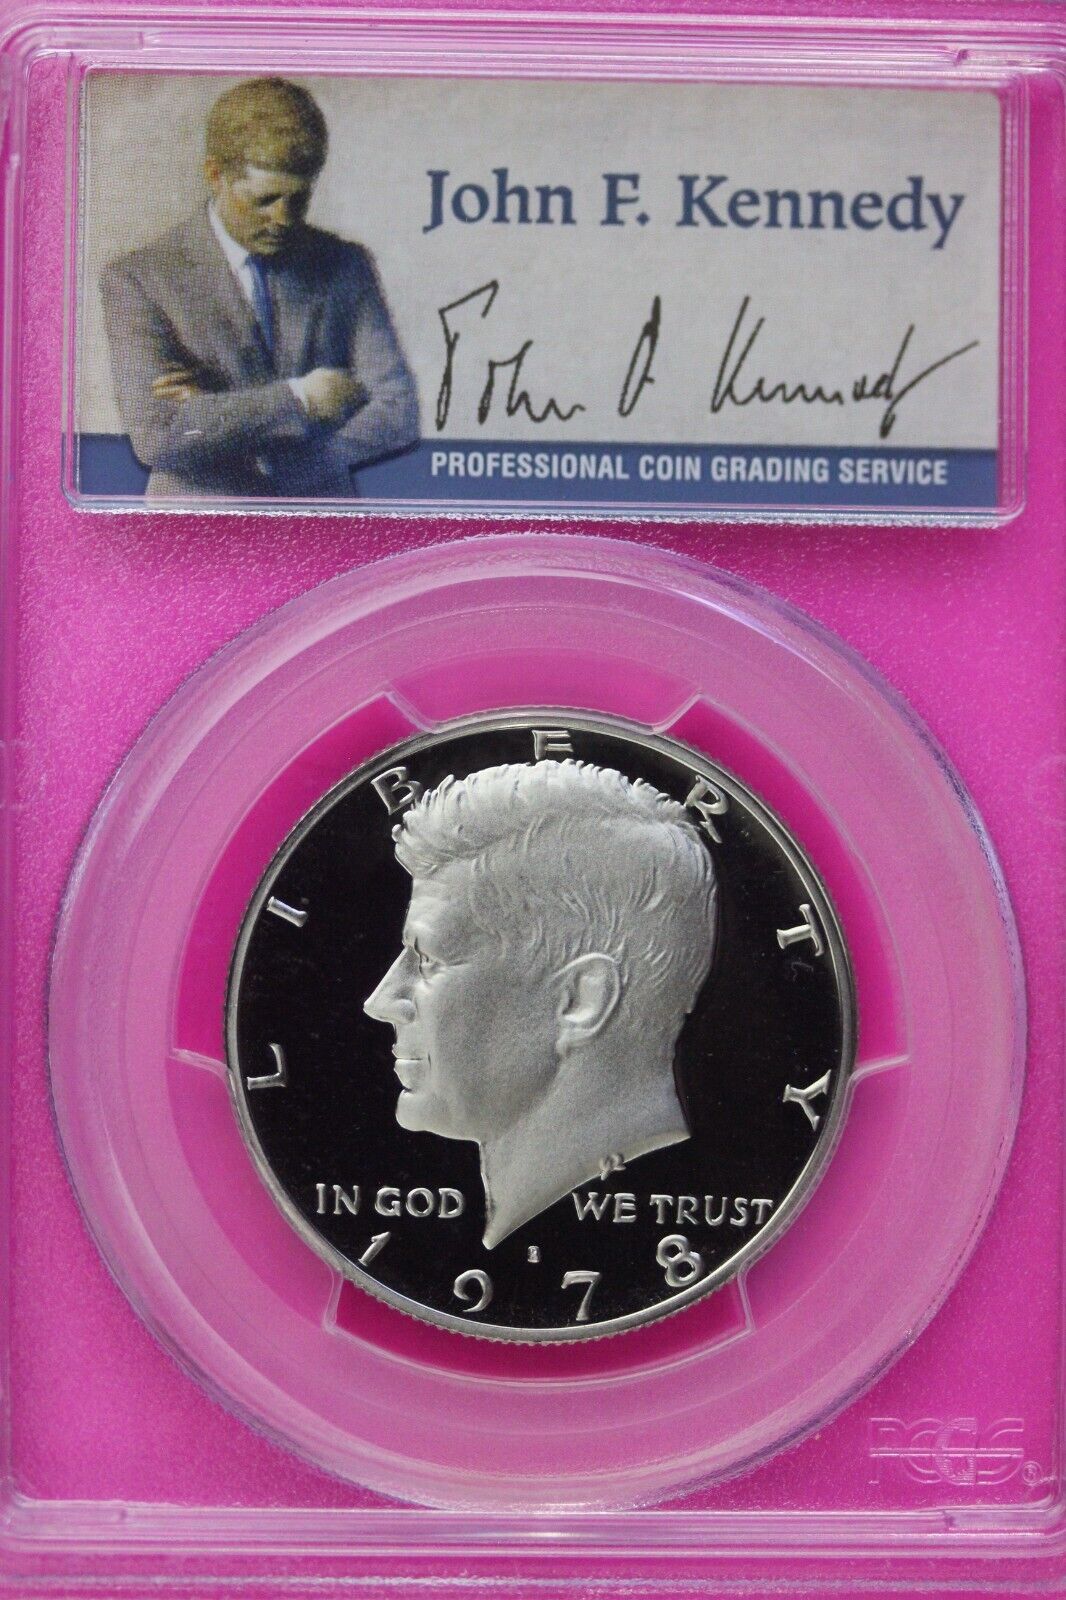 John F. Kennedy
John F. Kennedy
PROFESSIONAL COIN GRADING SERVICE
LIBERTY
IN GOD WE TRUST
S
1978
PCGS®